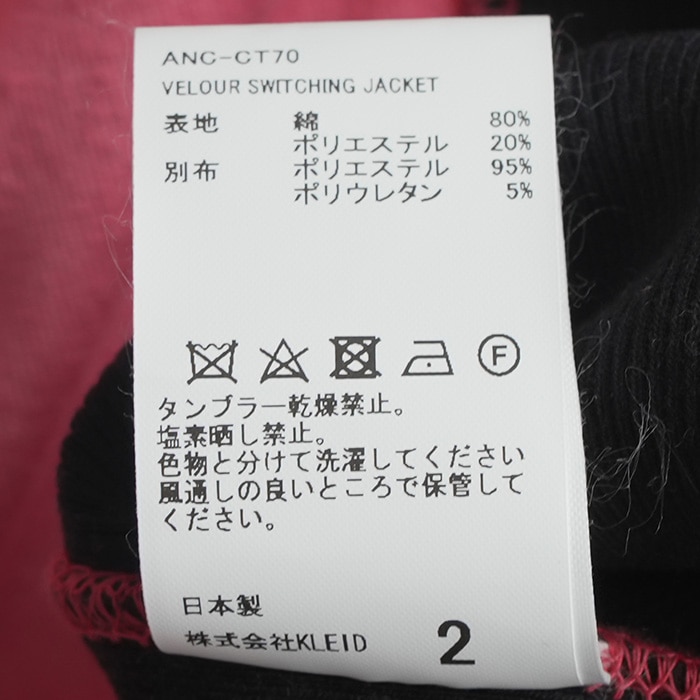 ANC-CT70
VELOUR SWITCHING JACKET
表地 綿 80%
ポリエステル 20%
別布 ポリエステル 95%
ポリウレタン 5%
F
タンブラー乾燥禁止。
塩素晒し禁止。
色物と分けて洗濯してください
風通しの良いところで保管して
ください。
日本製
株式会社KLEID 2